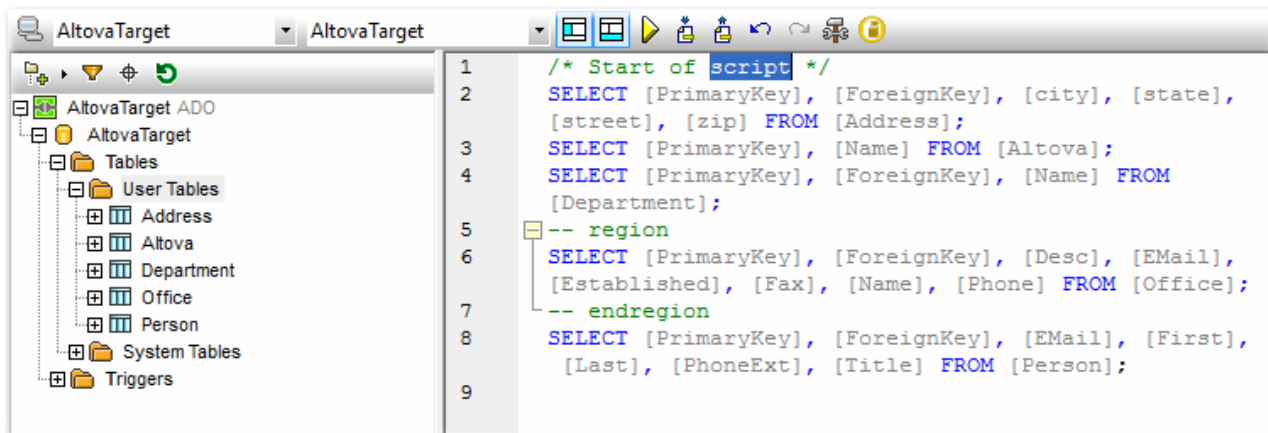 AltovaTarget AltovaTarget
AltovaTarget ADO
AltovaTarget
Tables
User Tables
Address
Altova
Department
Office
Person
System Tables
Triggers
1 /* Start of script */
2 SELECT [PrimaryKey], [ForeignKey], [city], [state],
[street], [zip] FROM [Address];
3 SELECT [PrimaryKey], [Name] FROM [Altova];
4 SELECT [PrimaryKey], [ForeignKey], [Name] FROM
[Department];
5 -- region
6 SELECT [PrimaryKey], [ForeignKey], [Desc], [EMail],
[Established], [Fax], [Name], [Phone] FROM [Office];
7 -- endregion
8 SELECT [PrimaryKey], [ForeignKey], [EMail], [First],
[Last], [PhoneExt], [Title] FROM [Person];
9